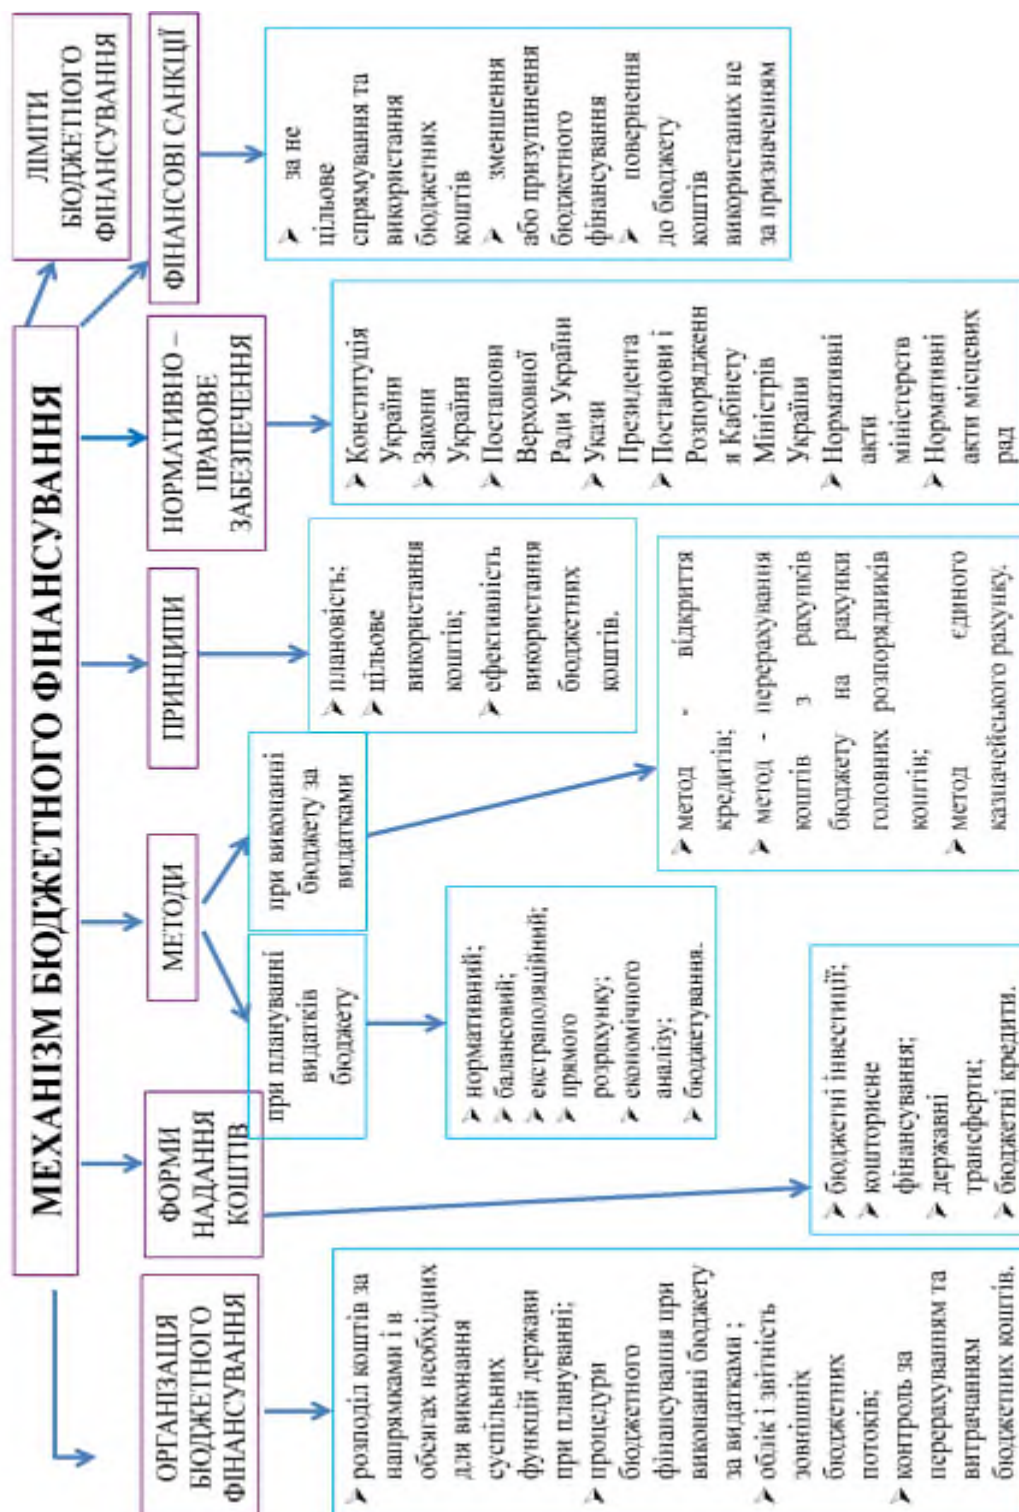 МЕХАНІЗМ БЮДЖЕТНОГО ФІНАНСУВАННЯ
ОРГАНІЗАЦІЯ
БЮДЖЕТНОГО
ФІНАНСУВАННЯ
ФОРМИ
НАДАННЯ
КОШТІВ
МЕТОДИ
ПРИНЦИПИ
НОРМАТИВНО –
ПРАВОВЕ
ЗАБЕЗПЕЧЕННЯ
ФІНАНСОВІ САНКЦІЇ
ЛІМІТИ
БЮДЖЕТНОГО
ФІНАНСУВАННЯ
➢ розподіл коштів за
напрямками і в
обсягах необхідних
для виконання
суспільних
функцій держави
при плануванні;
➢ процедури
бюджетного
фінансування при
виконанні бюджету
за видатками ;
➢ облік і звітність
зовнішніх
бюджетних
потоків;
➢ контроль за
перерахуванням та
витрачанням
бюджетних коштів.
➢ бюджетні інвестиції;
➢ кошторисне
фінансування;
➢ державні
трансферти;
➢ бюджетні кредити.
при плануванні
видатків
бюджету
➢ нормативний;
➢ балансовий;
➢ екстраполяційний;
➢ прямого
розрахунку;
➢ економічного
аналізу;
➢ бюджетування.
при виконанні
бюджету за
видатками
➢ метод - відкриття
кредитів;
➢ метод - перерахування
коштів з рахунків
бюджету на рахунки
головних розпорядників
коштів;
➢ метод єдиного
казначейського рахунку.
➢ плановість;
➢ цільове
використання
коштів;
➢ ефективність
використання
бюджетних
коштів.
➢ Конституція
України
➢ Закони
України
➢ Постанови
Верховної
Ради України
➢ Укази
Президента
➢ Постанови і
Розпорядженн
я Кабінету
Міністрів
України
➢ Нормативні
акти
міністерств
➢ Нормативні
акти місцевих
рад
➢ за не
цільове
спрямування та
використання
бюджетних
коштів
➢ зменшення
або призупинення
бюджетного
фінансування
➢ повернення
до бюджету
коштів
використаних не
за призначенням